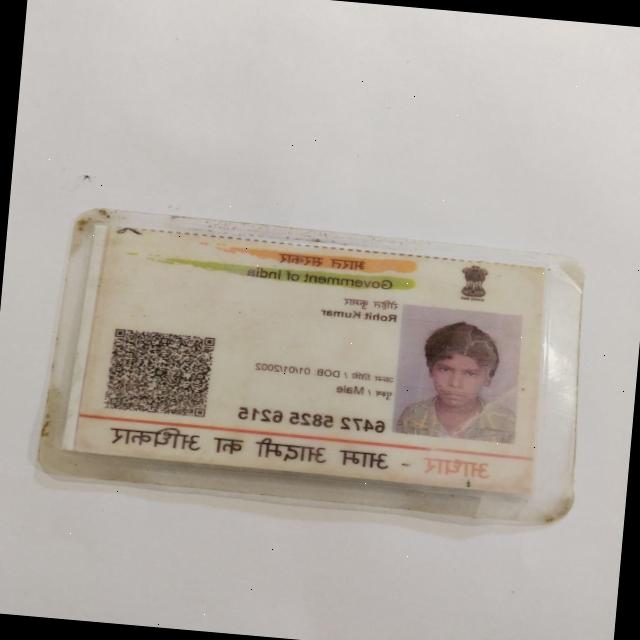 भारत सरकार
Government of India
रोहित कुमार
Rohit Kumar
जन्म तिथि / DOB 01/01/2002
पुरुष / Male
6472 5825 6215
आधार - आम आदमी का अधिकार